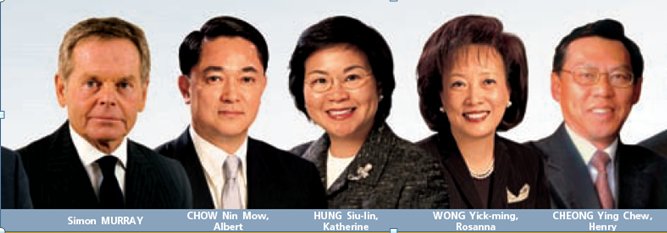 Simon MURRAY
CHOW Nin Mow,
Albert
HUNG Siu-lin,
Katherine
WONG Yick-ming,
Rosanna
CHEONG Ying Chew,
Henry